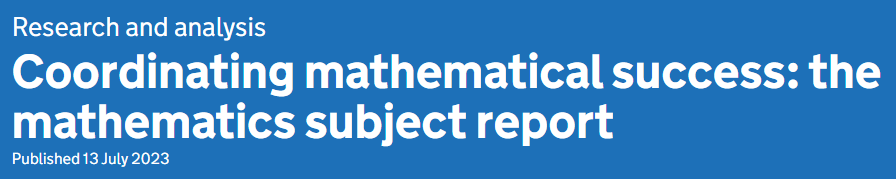 Research and analysis
Coordinating mathematical success: the
mathematics subject report
Published 13 July 2023